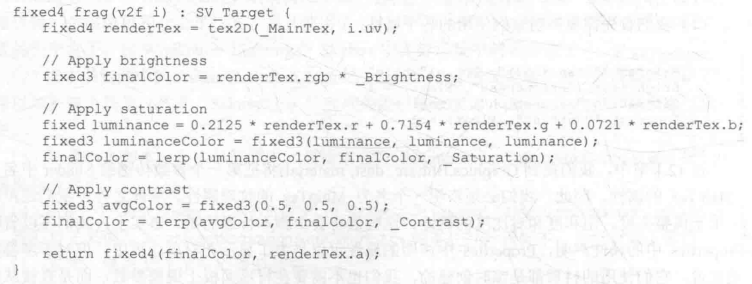 fixed4 frag(v2f i) : SV_Target {
fixed4 renderTex = tex2D(_MainTex, i.uv);
// Apply brightness
fixed3 finalColor = renderTex.rgb * _Brightness;
// Apply saturation
fixed luminance = 0.2125 * renderTex.r + 0.7154 * renderTex.g + 0.0721 * renderTex.b;
fixed3 luminanceColor = fixed3(luminance, luminance, luminance);
finalColor = lerp(luminanceColor, finalColor, _Saturation);
// Apply contrast
fixed3 avgColor = fixed3(0.5, 0.5, 0.5);
finalColor = lerp(avgColor, finalColor, _Contrast);
return fixed4(finalColor, renderTex.a);
}